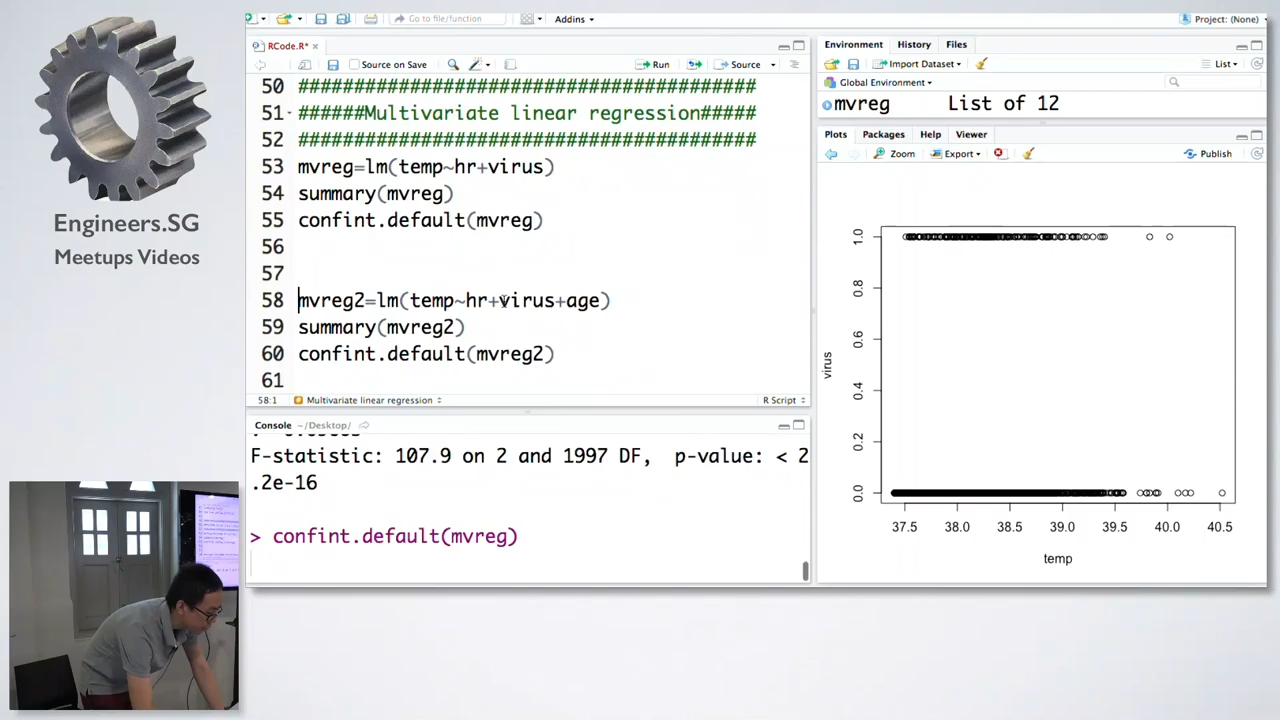 Go to file/function
Addins
Project: (None)
RCode.R*
Source on Save
Run
Source
50 ########################################
51 ######Multivariate linear regression#####
52 ########################################
53 mvreg=lm(temp~hr+virus)
54 summary(mvreg)
55 confint.default(mvreg)
56
57
58 mvreg2=lm(temp~hr+virus+age)
59 summary(mvreg2)
60 confint.default(mvreg2)
61
58:1 Multivariate linear regression
R Script
Console ~/Desktop/
F-statistic: 107.9 on 2 and 1997 DF, p-value: < 2
.2e-16
> confint.default(mvreg)
Environment History Files
Import Dataset
List
Global Environment
mvreg List of 12
Plots Packages Help Viewer
Zoom Export Publish
1.0
0.8
0.6
0.4
0.2
0.0
virus
37.5 38.0 38.5 39.0 39.5 40.0 40.5
temp
Engineers.SG
Meetups Videos